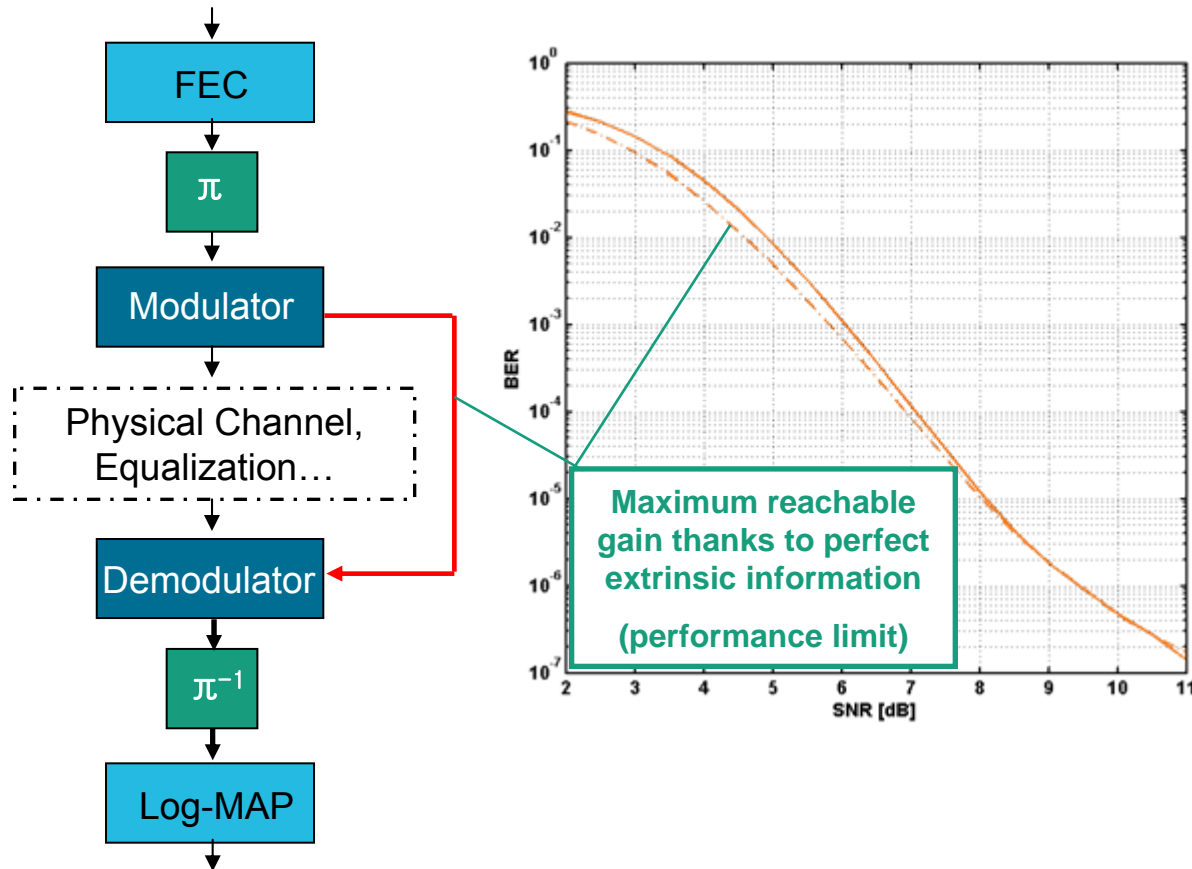 FEC
π
Modulator
Physical Channel,
Equalization…
Demodulator
π⁻¹
Log-MAP
10⁰
10⁻¹
10⁻²
10⁻³
10⁻⁴
10⁻⁵
10⁻⁶
10⁻⁷
BER
2 3 4 5 6 7 8 9 10 11
SNR [dB]
Maximum reachable
gain thanks to perfect
extrinsic information
(performance limit)